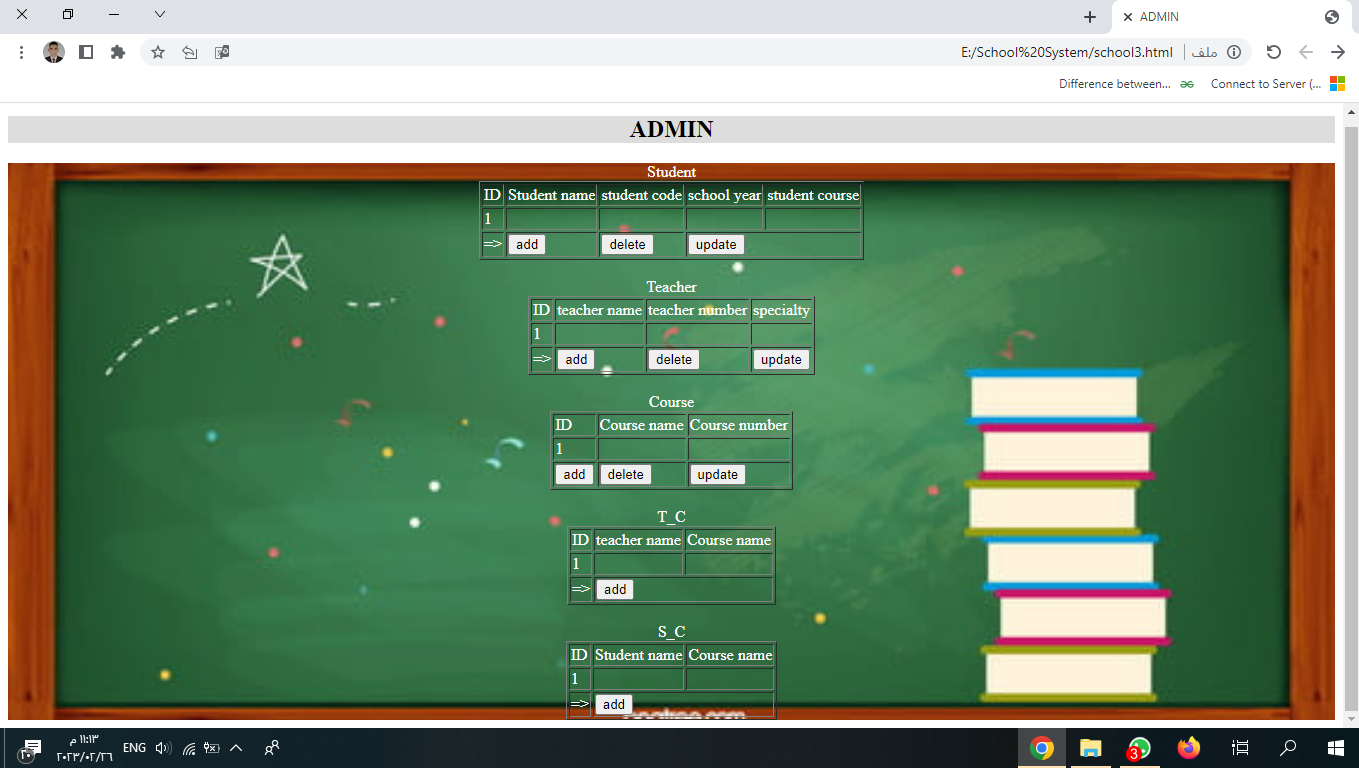 ADMIN
E:/School%20System/school3.html ملف
Difference between... Connect to Server (...
ADMIN
Student
ID Student name student code school year student course
1
=> add delete update
Teacher
ID teacher name teacher number specialty
1
=> add delete update
Course
ID Course name Course number
1
add delete update
T_C
ID teacher name Course name
1
=> add
S_C
ID Student name Course name
1
=> add
١١:١٣ م
٢٠٢٣/٠٢/٢٦
ENG
٢٠
3